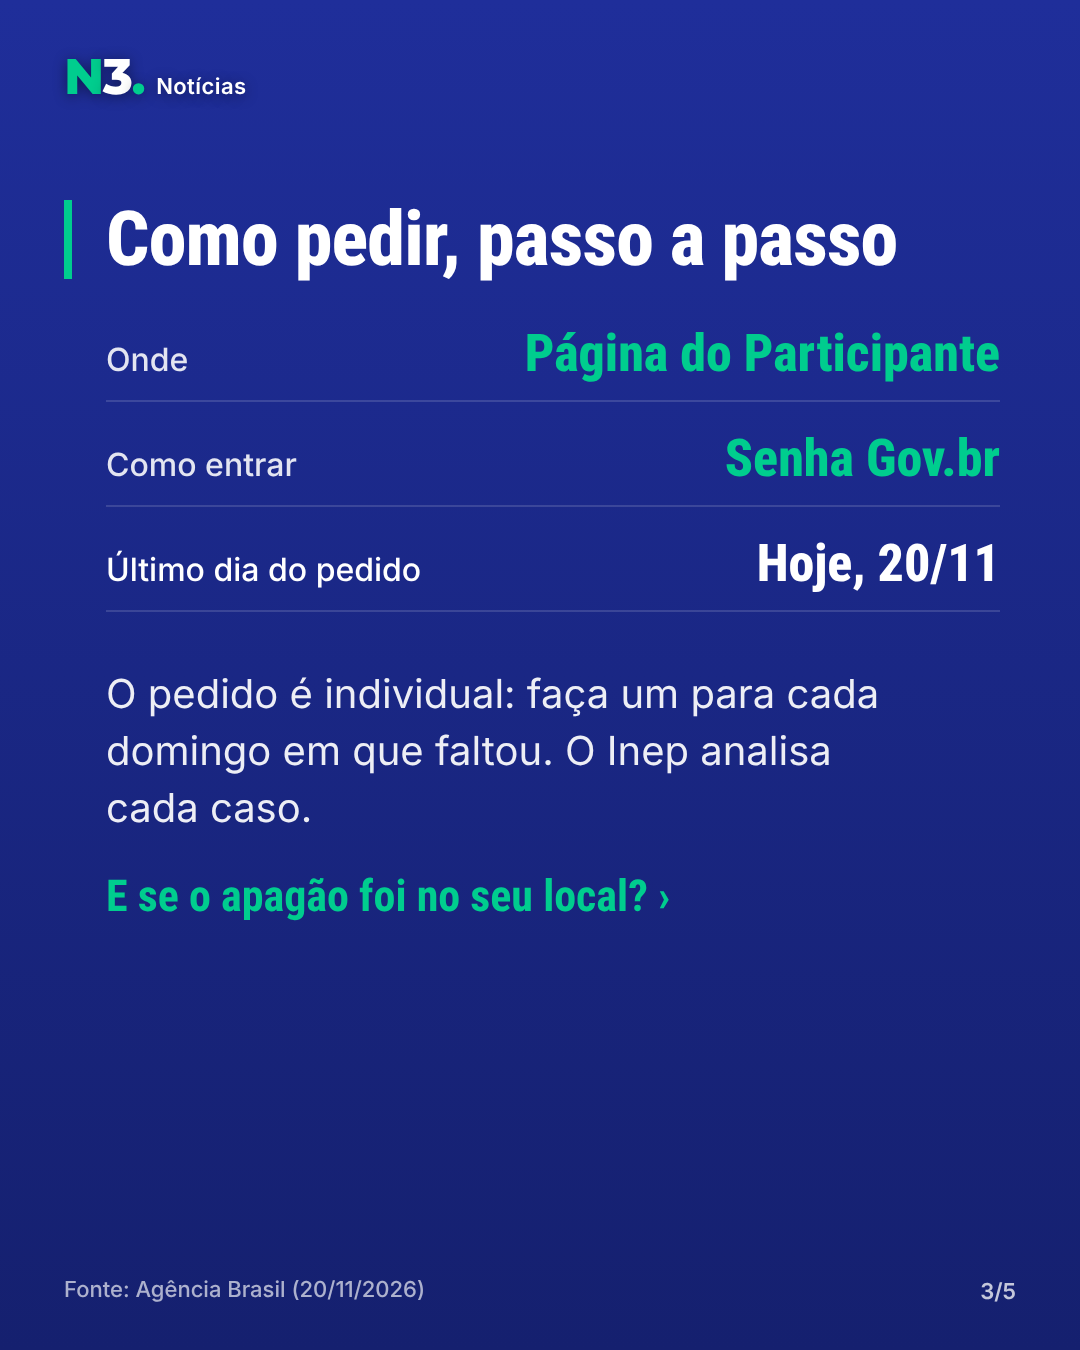 N3. Notícias
Como pedir, passo a passo
Onde Página do Participante
Como entrar Senha Gov.br
Último dia do pedido Hoje, 20/11
O pedido é individual: faça um para cada
domingo em que faltou. O Inep analisa
cada caso.
E se o apagão foi no seu local? ›
Fonte: Agência Brasil (20/11/2026) 3/5